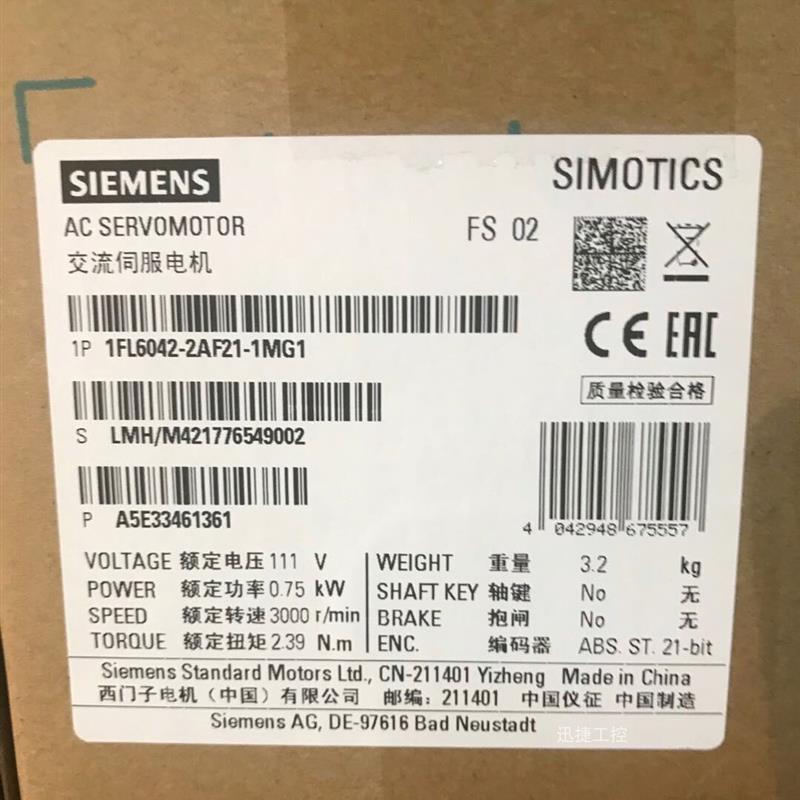 SIEMENS
SIMOTICS
AC SERVOMOTOR
FS 02
交流伺服电机
1P 1FL6042-2AF21-1MG1
CE EAC
质量检验合格
S LMH/M421776549002
P A5E33461361
4 042948 675557
VOLTAGE 额定电压 111 V
POWER 额定功率 0.75 kW
SPEED 额定转速 3000 r/min
TORQUE 额定扭矩 2.39 N.m
WEIGHT 重量 3.2 kg
SHAFT KEY 轴键 No 无
BRAKE 抱闸 No 无
ENC. 编码器 ABS. ST. 21-bit
Siemens Standard Motors Ltd., CN-211401 Yizheng Made in China
西门子电机（中国）有限公司 邮编: 211401 中国仪征 中国制造
Siemens AG, DE-97616 Bad Neustadt
迅捷工控